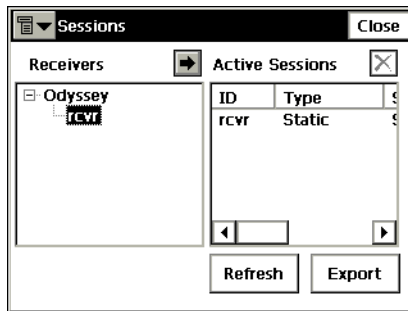 Sessions Close
Receivers Active Sessions
Odyssey
rcvr
ID Type S
rcvr Static S
Refresh Export